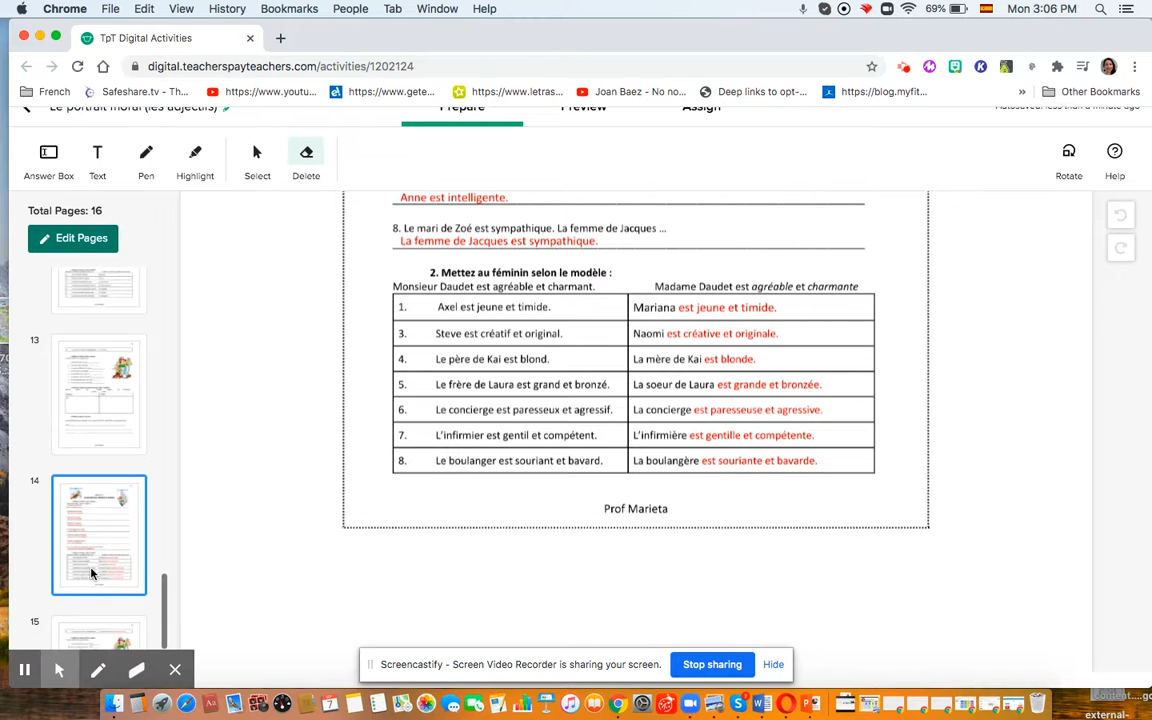 Chrome File Edit View History Bookmarks People Tab Window Help 69% Mon 3:06 PM
TpT Digital Activities
digital.teacherspayteachers.com/activities/1202124
French Safeshare.tv - Th... https://www.youtu... https://www.gete... https://www.letras... Joan Baez - No no... Deep links to opt-... https://blog.myfit... » Other Bookmarks
Le portrait moral (les adjectifs) Prepare Preview Assign Autosaved: less than a minute ago
Answer Box Text Pen Highlight Select Delete Rotate Help
Total Pages: 16
Edit Pages
13
14
15
Anne est intelligente.
8. Le mari de Zoé est sympathique. La femme de Jacques ...
La femme de Jacques est sympathique.
2. Mettez au féminin selon le modèle :
Monsieur Daudet est agréable et charmant. Madame Daudet est agréable et charmante
1. Axel est jeune et timide. Mariana est jeune et timide.
3. Steve est créatif et original. Naomi est créative et originale.
4. Le père de Kai est blond. La mère de Kai est blonde.
5. Le frère de Laura est grand et bronzé. La soeur de Laura est grande et bronzée.
6. Le concierge est paresseux et agressif. La concierge est paresseuse et agressive.
7. L'infirmier est gentil et compétent. L'infirmière est gentille et compétente.
8. Le boulanger est souriant et bavard. La boulangère est souriante et bavarde.
Prof Marieta
Screencastify - Screen Video Recorder is sharing your screen. Stop sharing Hide
external-